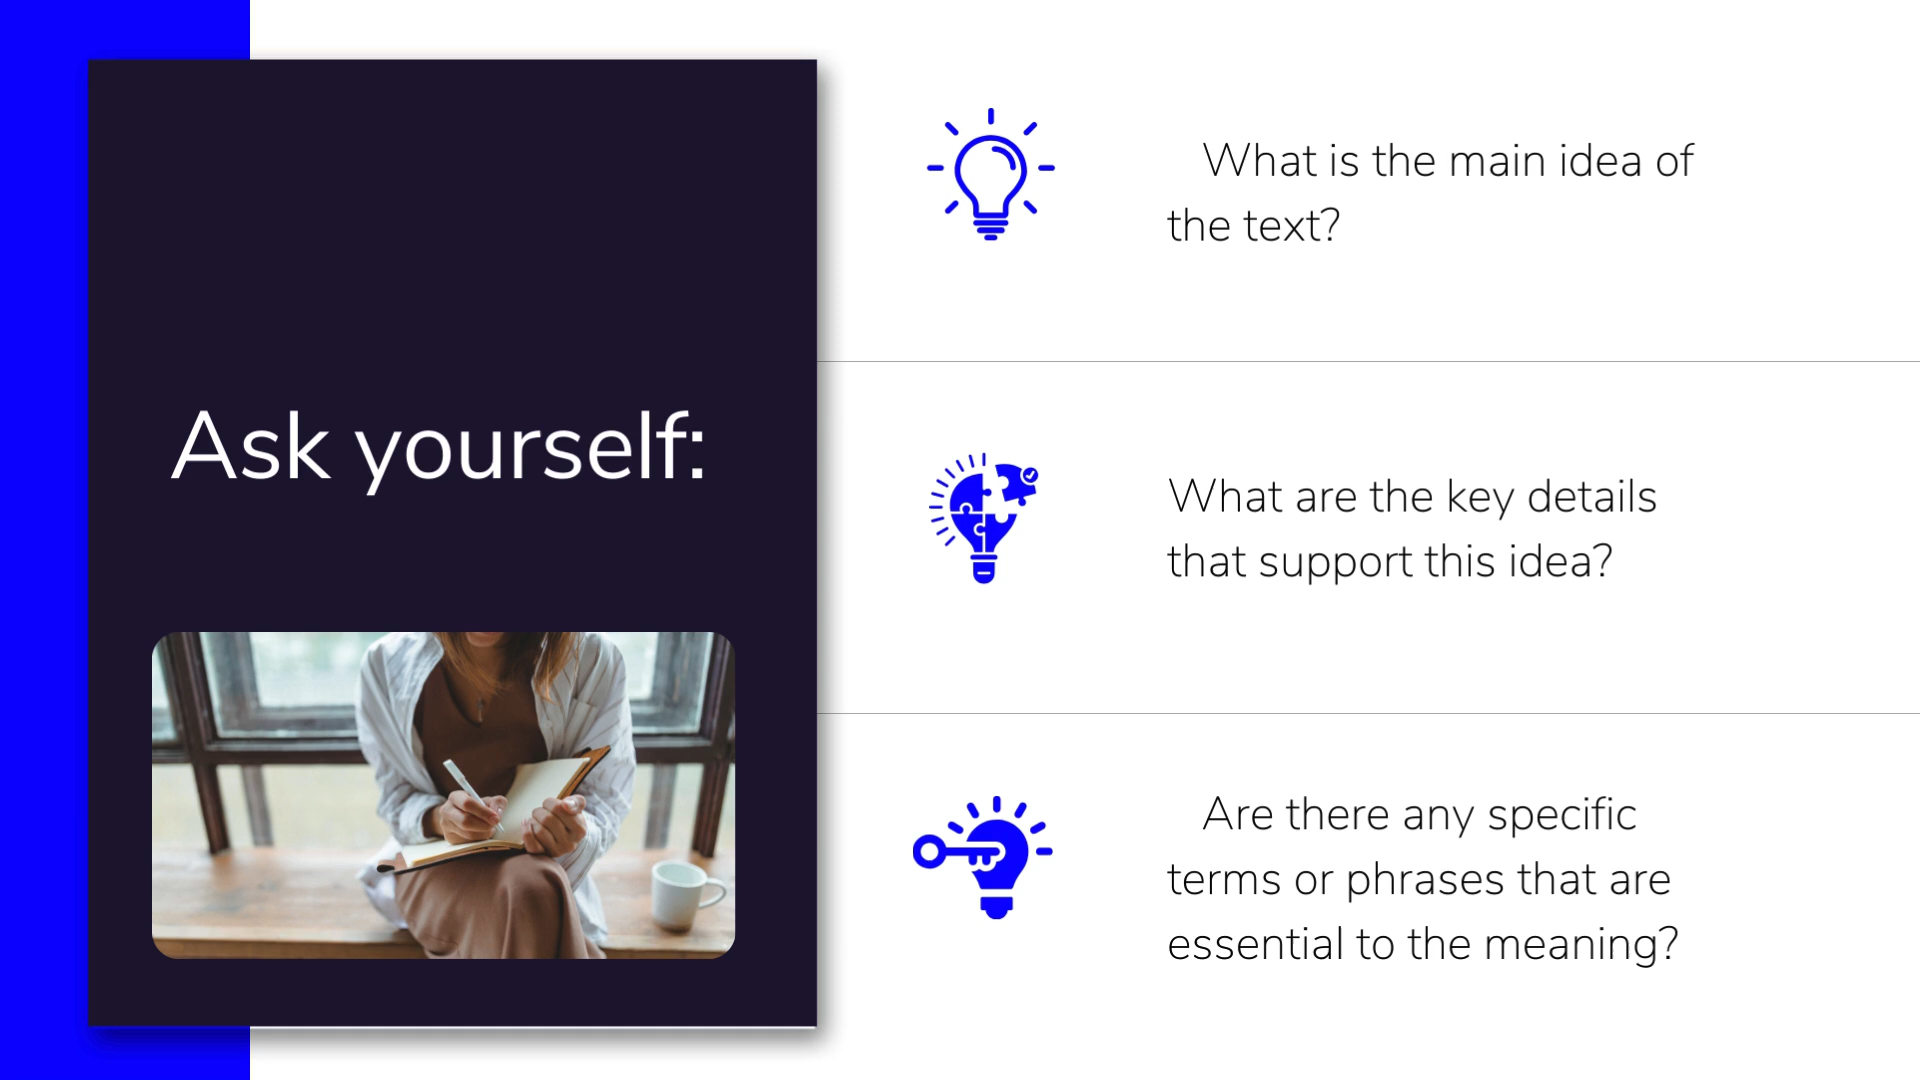 Ask yourself:
What is the main idea of
the text?
What are the key details
that support this idea?
Are there any specific
terms or phrases that are
essential to the meaning?